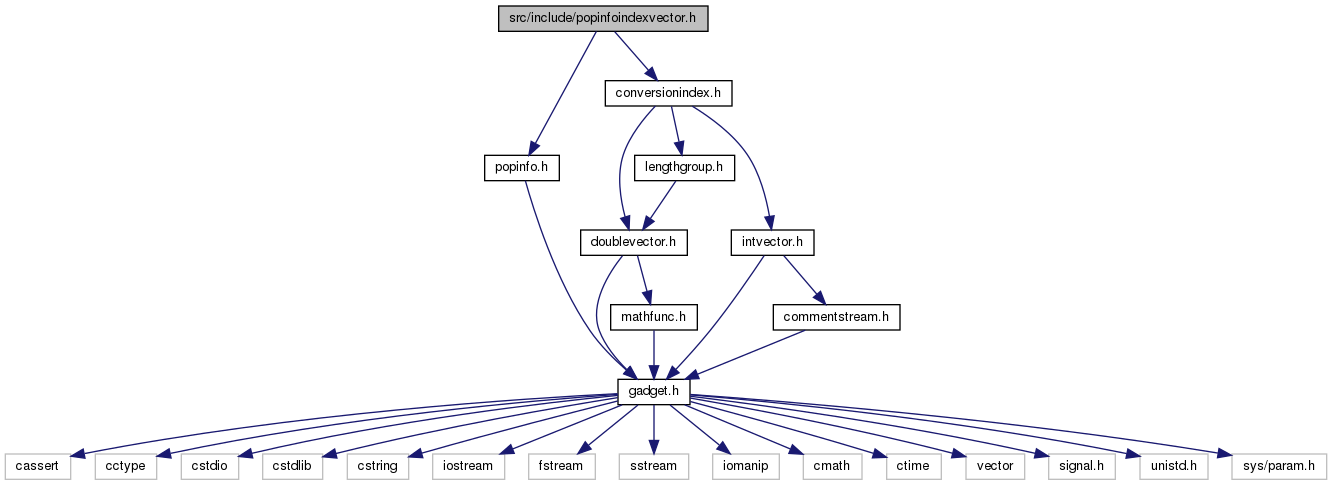 src/include/popinfoindexvector.h
conversionindex.h
popinfo.h
lengthgroup.h
doublevector.h
intvector.h
mathfunc.h
commentstream.h
gadget.h
cassert
cctype
cstdio
cstdlib
cstring
iostream
fstream
sstream
iomanip
cmath
ctime
vector
signal.h
unistd.h
sys/param.h